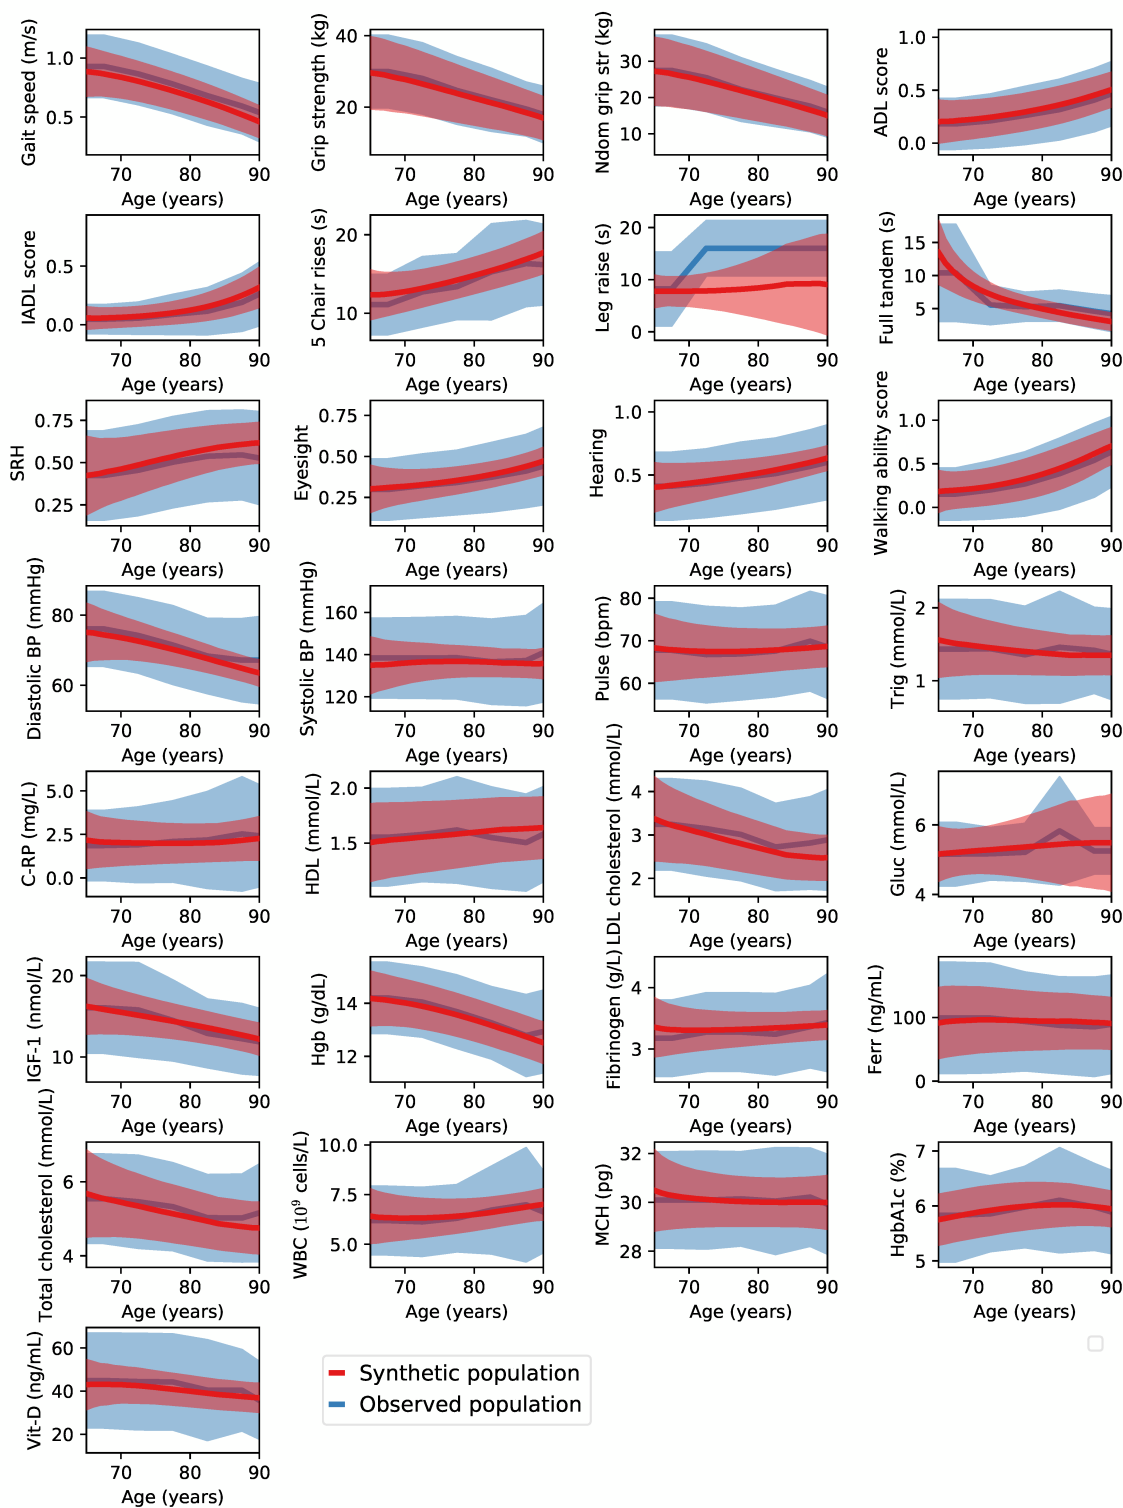 Gait speed (m/s)
1.0
0.5
70 80 90
Age (years)
Grip strength (kg)
40
20
70 80 90
Age (years)
Ndom grip str (kg)
30
20
10
70 80 90
Age (years)
ADL score
1.0
0.5
0.0
70 80 90
Age (years)
IADL score
0.5
0.0
70 80 90
Age (years)
5 Chair rises (s)
20
10
70 80 90
Age (years)
Leg raise (s)
20
10
0
70 80 90
Age (years)
Full tandem (s)
15
10
5
70 80 90
Age (years)
SRH
0.75
0.50
0.25
70 80 90
Age (years)
Eyesight
0.75
0.50
0.25
70 80 90
Age (years)
Hearing
1.0
0.5
70 80 90
Age (years)
Walking ability score
1.0
0.5
0.0
70 80 90
Age (years)
Diastolic BP (mmHg)
80
60
70 80 90
Age (years)
Systolic BP (mmHg)
160
140
120
70 80 90
Age (years)
Pulse (bpm)
80
70
60
70 80 90
Age (years)
Trig (mmol/L)
2
1
70 80 90
Age (years)
C-RP (mg/L)
5.0
2.5
0.0
70 80 90
Age (years)
HDL (mmol/L)
2.0
1.5
70 80 90
Age (years)
LDL cholesterol (mmol/L)
4
3
2
70 80 90
Age (years)
Gluc (mmol/L)
6
4
70 80 90
Age (years)
IGF-1 (nmol/L)
20
10
70 80 90
Age (years)
Hgb (g/dL)
14
12
70 80 90
Age (years)
Fibrinogen (g/L)
4
3
70 80 90
Age (years)
Ferr (ng/mL)
100
0
70 80 90
Age (years)
Total cholesterol (mmol/L)
6
4
70 80 90
Age (years)
WBC (10⁹ cells/L)
10.0
7.5
5.0
70 80 90
Age (years)
MCH (pg)
32
30
28
70 80 90
Age (years)
HgbA1c (%)
7
6
5
70 80 90
Age (years)
Vit-D (ng/mL)
60
40
20
70 80 90
Age (years)
Synthetic population
Observed population